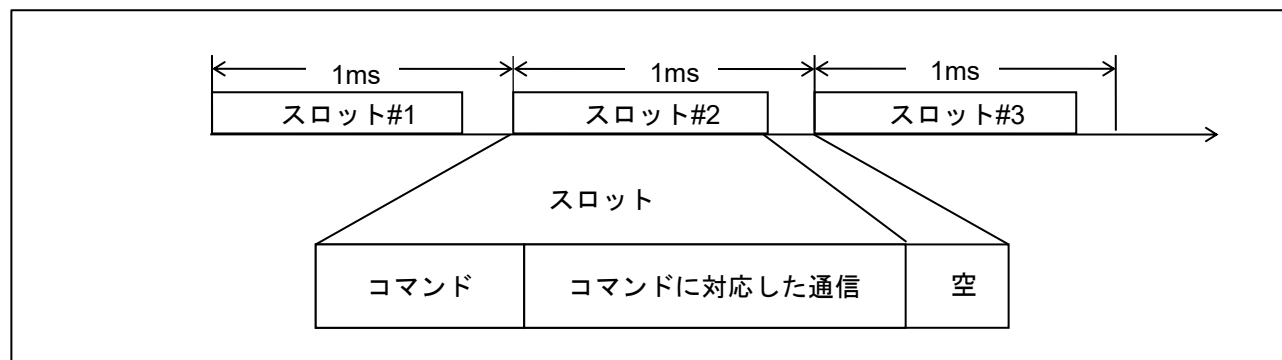 1ms 1ms 1ms
スロット#1 スロット#2 スロット#3
スロット
コマンド コマンドに対応した通信 空